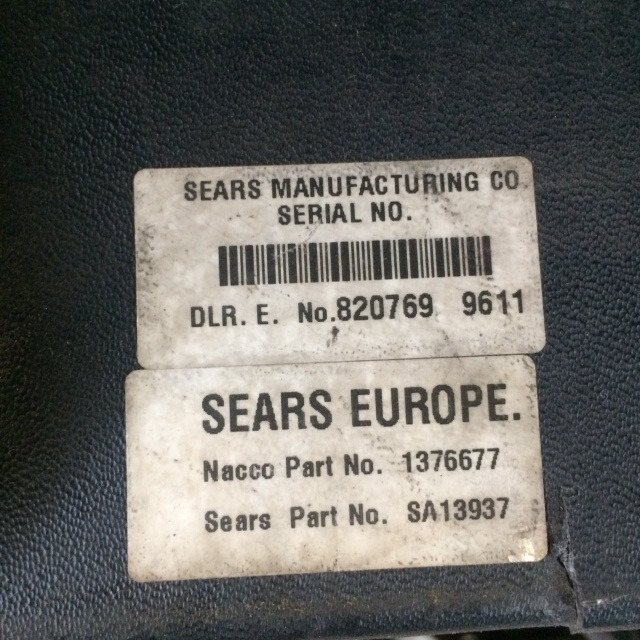 SEARS MANUFACTURING CO
SERIAL NO.
DLR. E. No.820769 9611
SEARS EUROPE.
Nacco Part No. 1376677
Sears Part No. SA13937